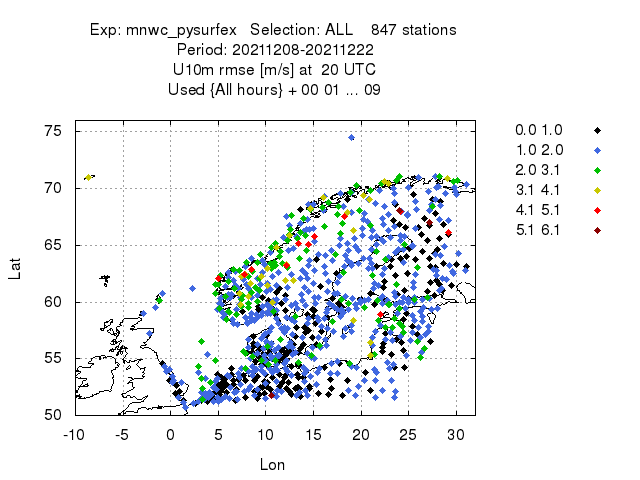 Exp: mnwc_pysurfex   Selection: ALL    847 stations
Period: 20211208-20211222
U10m rmse [m/s] at  20 UTC
Used {All hours} + 00 01 ... 09
75
70
65
60
55
50
-10 -5 0 5 10 15 20 25 30
Lat
Lon
0.0 1.0
1.0 2.0
2.0 3.1
3.1 4.1
4.1 5.1
5.1 6.1